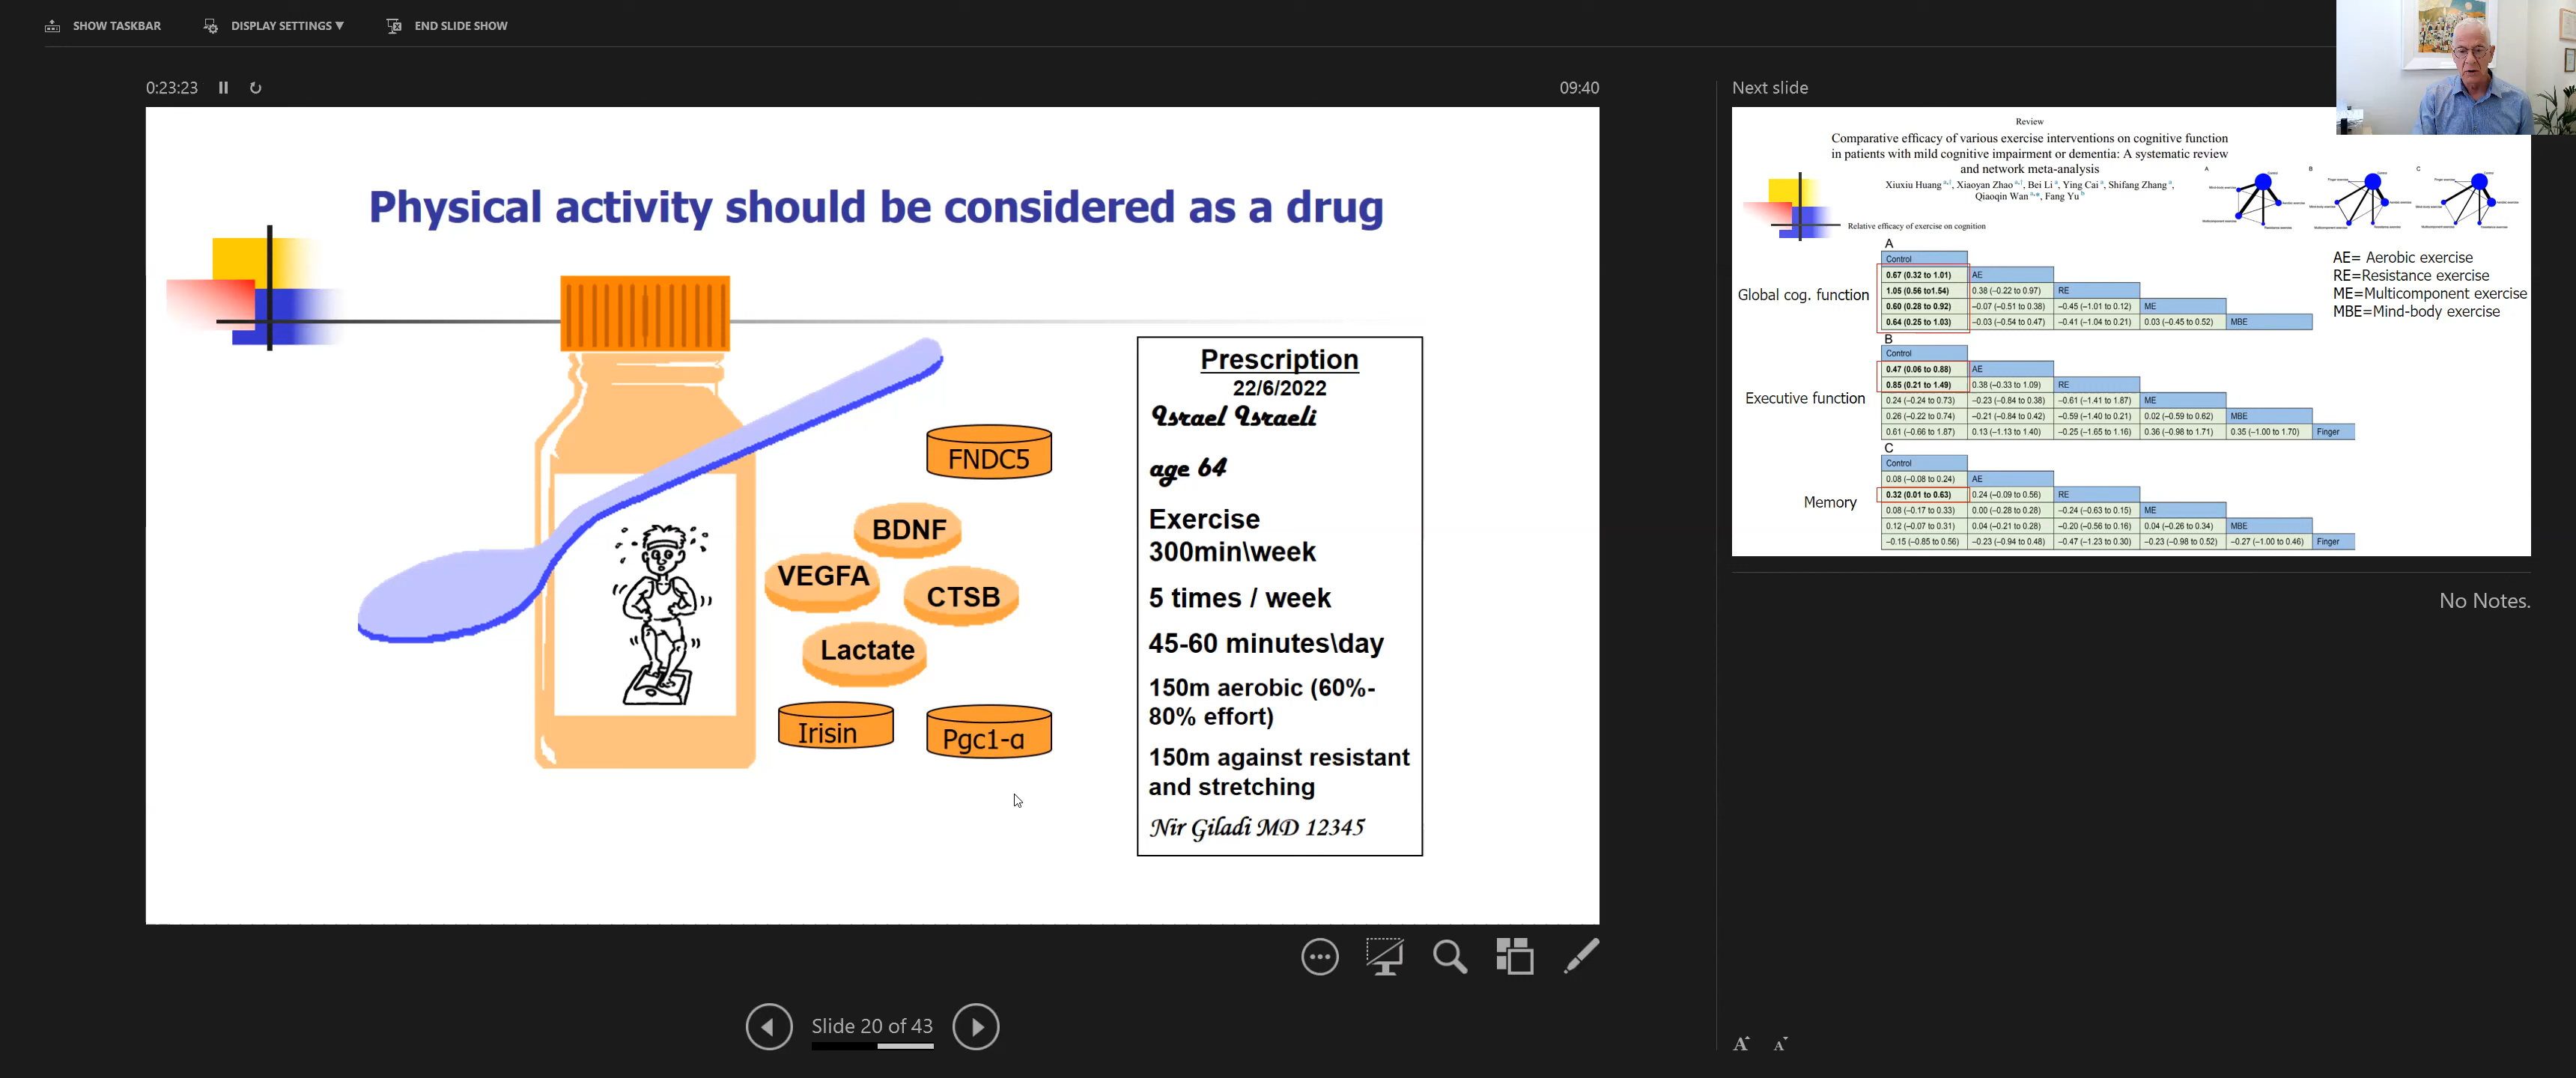 SHOW TASKBAR
DISPLAY SETTINGS ▼
END SLIDE SHOW
0:23:23
09:40
Physical activity should be considered as a drug
FNDC5
BDNF
VEGFA
CTSB
Lactate
Irisin
Pgc1-α
Prescription
22/6/2022
Israel Israeli
age 64
Exercise
300min\week
5 times / week
45-60 minutes\day
150m aerobic (60%-
80% effort)
150m against resistant
and stretching
Nir Giladi MD 12345
Slide 20 of 43
Next slide
Review
Comparative efficacy of various exercise interventions on cognitive function
in patients with mild cognitive impairment or dementia: A systematic review
and network meta-analysis
Xiuxiu Huang a,1, Xiaoyan Zhao a,1, Bei Li a, Ying Cai a, Shifang Zhang a,
Qiaoqin Wan a,*, Fang Yu b
Relative efficacy of exercise on cognition
A B C
AE= Aerobic exercise
RE=Resistance exercise
ME=Multicomponent exercise
MBE=Mind-body exercise
Global cog. function
A
Control
0.67 (0.32 to 1.01) AE
1.05 (0.56 to1.54) 0.38 (–0.22 to 0.97) RE
0.60 (0.28 to 0.92) –0.07 (–0.51 to 0.38) –0.45 (–1.01 to 0.12) ME
0.64 (0.25 to 1.03) –0.03 (–0.54 to 0.47) –0.41 (–1.04 to 0.21) 0.03 (–0.45 to 0.52) MBE
Executive function
B
Control
0.47 (0.06 to 0.88) AE
0.85 (0.21 to 1.49) 0.38 (–0.33 to 1.09) RE
0.24 (–0.24 to 0.73) –0.23 (–0.84 to 0.38) –0.61 (–1.41 to 1.87) ME
0.26 (–0.22 to 0.74) –0.21 (–0.84 to 0.42) –0.59 (–1.40 to 0.21) 0.02 (–0.59 to 0.62) MBE
0.61 (–0.66 to 1.87) 0.13 (–1.13 to 1.40) –0.25 (–1.65 to 1.16) 0.36 (–0.98 to 1.71) 0.35 (–1.00 to 1.70) Finger
Memory
C
Control
0.08 (–0.08 to 0.24) AE
0.32 (0.01 to 0.63) 0.24 (–0.09 to 0.56) RE
0.08 (–0.17 to 0.33) 0.00 (–0.28 to 0.28) –0.24 (–0.63 to 0.15) ME
0.12 (–0.07 to 0.31) 0.04 (–0.21 to 0.28) –0.20 (–0.56 to 0.16) 0.04 (–0.26 to 0.34) MBE
–0.15 (–0.85 to 0.56) –0.23 (–0.94 to 0.48) –0.47 (–1.23 to 0.30) –0.23 (–0.98 to 0.52) –0.27 (–1.00 to 0.46) Finger
No Notes.
A A